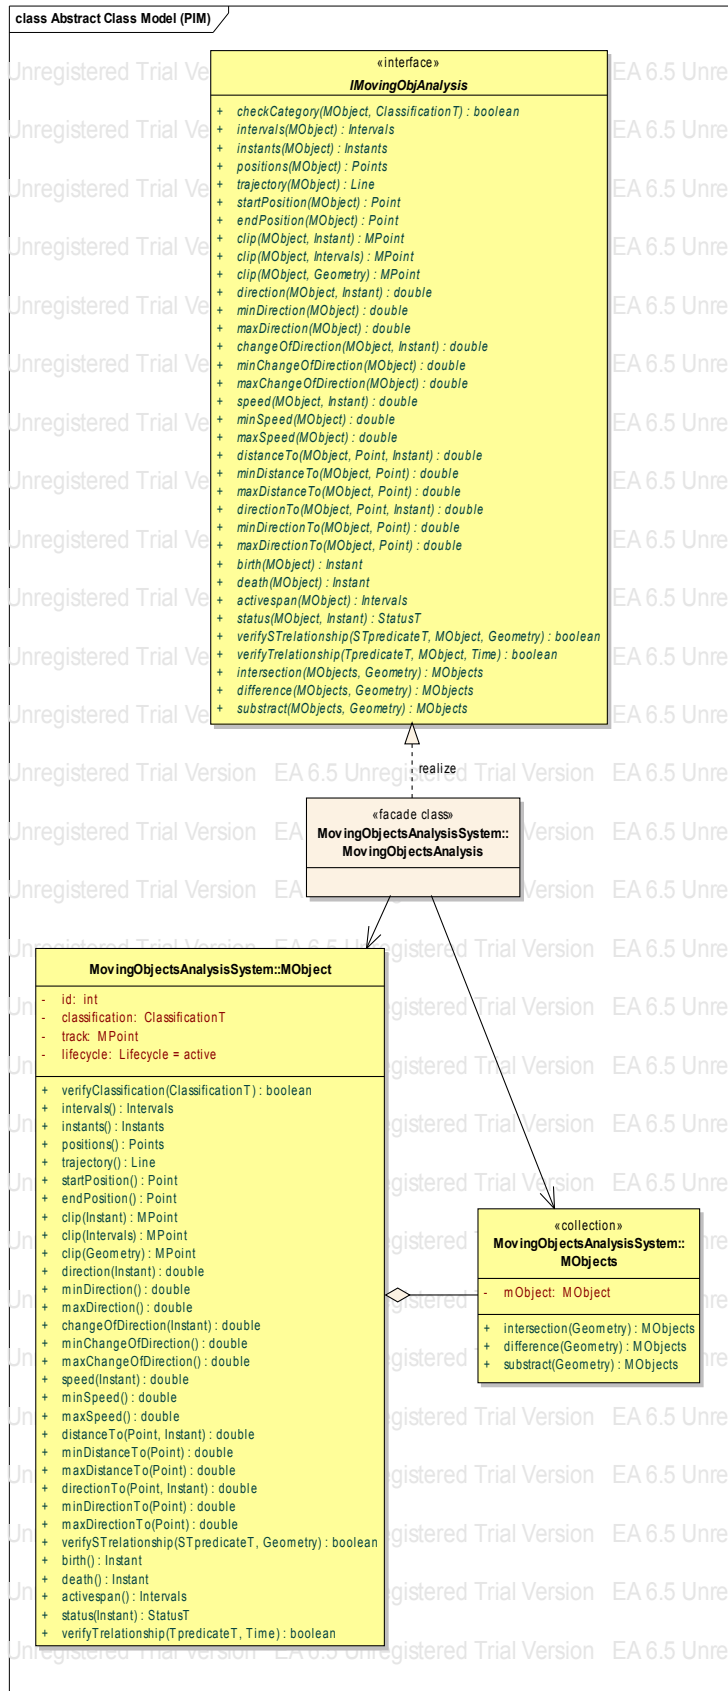 class Abstract Class Model (PIM)
«interface»
IMovingObjAnalysis
+ checkCategory(MObject, ClassificationT) : boolean
+ intervals(MObject) : Intervals
+ instants(MObject) : Instants
+ positions(MObject) : Points
+ trajectory(MObject) : Line
+ startPosition(MObject) : Point
+ endPosition(MObject) : Point
+ clip(MObject, Instant) : MPoint
+ clip(MObject, Intervals) : MPoint
+ clip(MObject, Geometry) : MPoint
+ direction(MObject, Instant) : double
+ minDirection(MObject) : double
+ maxDirection(MObject) : double
+ changeOfDirection(MObject, Instant) : double
+ minChangeOfDirection(MObject) : double
+ maxChangeOfDirection(MObject) : double
+ speed(MObject, Instant) : double
+ minSpeed(MObject) : double
+ maxSpeed(MObject) : double
+ distanceTo(MObject, Point, Instant) : double
+ minDistanceTo(MObject, Point) : double
+ maxDistanceTo(MObject, Point) : double
+ directionTo(MObject, Point, Instant) : double
+ minDirectionTo(MObject, Point) : double
+ maxDirectionTo(MObject, Point) : double
+ birth(MObject) : Instant
+ death(MObject) : Instant
+ activespan(MObject) : Intervals
+ status(MObject, Instant) : StatusT
+ verifySTrelationship(STpredicateT, MObject, Geometry) : boolean
+ verifyTrelationship(TpredicateT, MObject, Time) : boolean
+ intersection(MObjects, Geometry) : MObjects
+ difference(MObjects, Geometry) : MObjects
+ substract(MObjects, Geometry) : MObjects
realize
«facade class»
MovingObjectsAnalysisSystem::
MovingObjectsAnalysis
MovingObjectsAnalysisSystem::MObject
- id: int
- classification: ClassificationT
- track: MPoint
- lifecycle: Lifecycle = active
+ verifyClassification(ClassificationT) : boolean
+ intervals() : Intervals
+ instants() : Instants
+ positions() : Points
+ trajectory() : Line
+ startPosition() : Point
+ endPosition() : Point
+ clip(Instant) : MPoint
+ clip(Intervals) : MPoint
+ clip(Geometry) : MPoint
+ direction(Instant) : double
+ minDirection() : double
+ maxDirection() : double
+ changeOfDirection(Instant) : double
+ minChangeOfDirection() : double
+ maxChangeOfDirection() : double
+ speed(Instant) : double
+ minSpeed() : double
+ maxSpeed() : double
+ distanceTo(Point, Instant) : double
+ minDistanceTo(Point) : double
+ maxDistanceTo(Point) : double
+ directionTo(Point, Instant) : double
+ minDirectionTo(Point) : double
+ maxDirectionTo(Point) : double
+ verifySTrelationship(STpredicateT, Geometry) : boolean
+ birth() : Instant
+ death() : Instant
+ activespan() : Intervals
+ status(Instant) : StatusT
+ verifyTrelationship(TpredicateT, Time) : boolean
«collection»
MovingObjectsAnalysisSystem::
MObjects
- mObject: MObject
+ intersection(Geometry) : MObjects
+ difference(Geometry) : MObjects
+ substract(Geometry) : MObjects
Unregistered Trial Version EA 6.5 Unregistered Trial Version EA 6.5 Unre